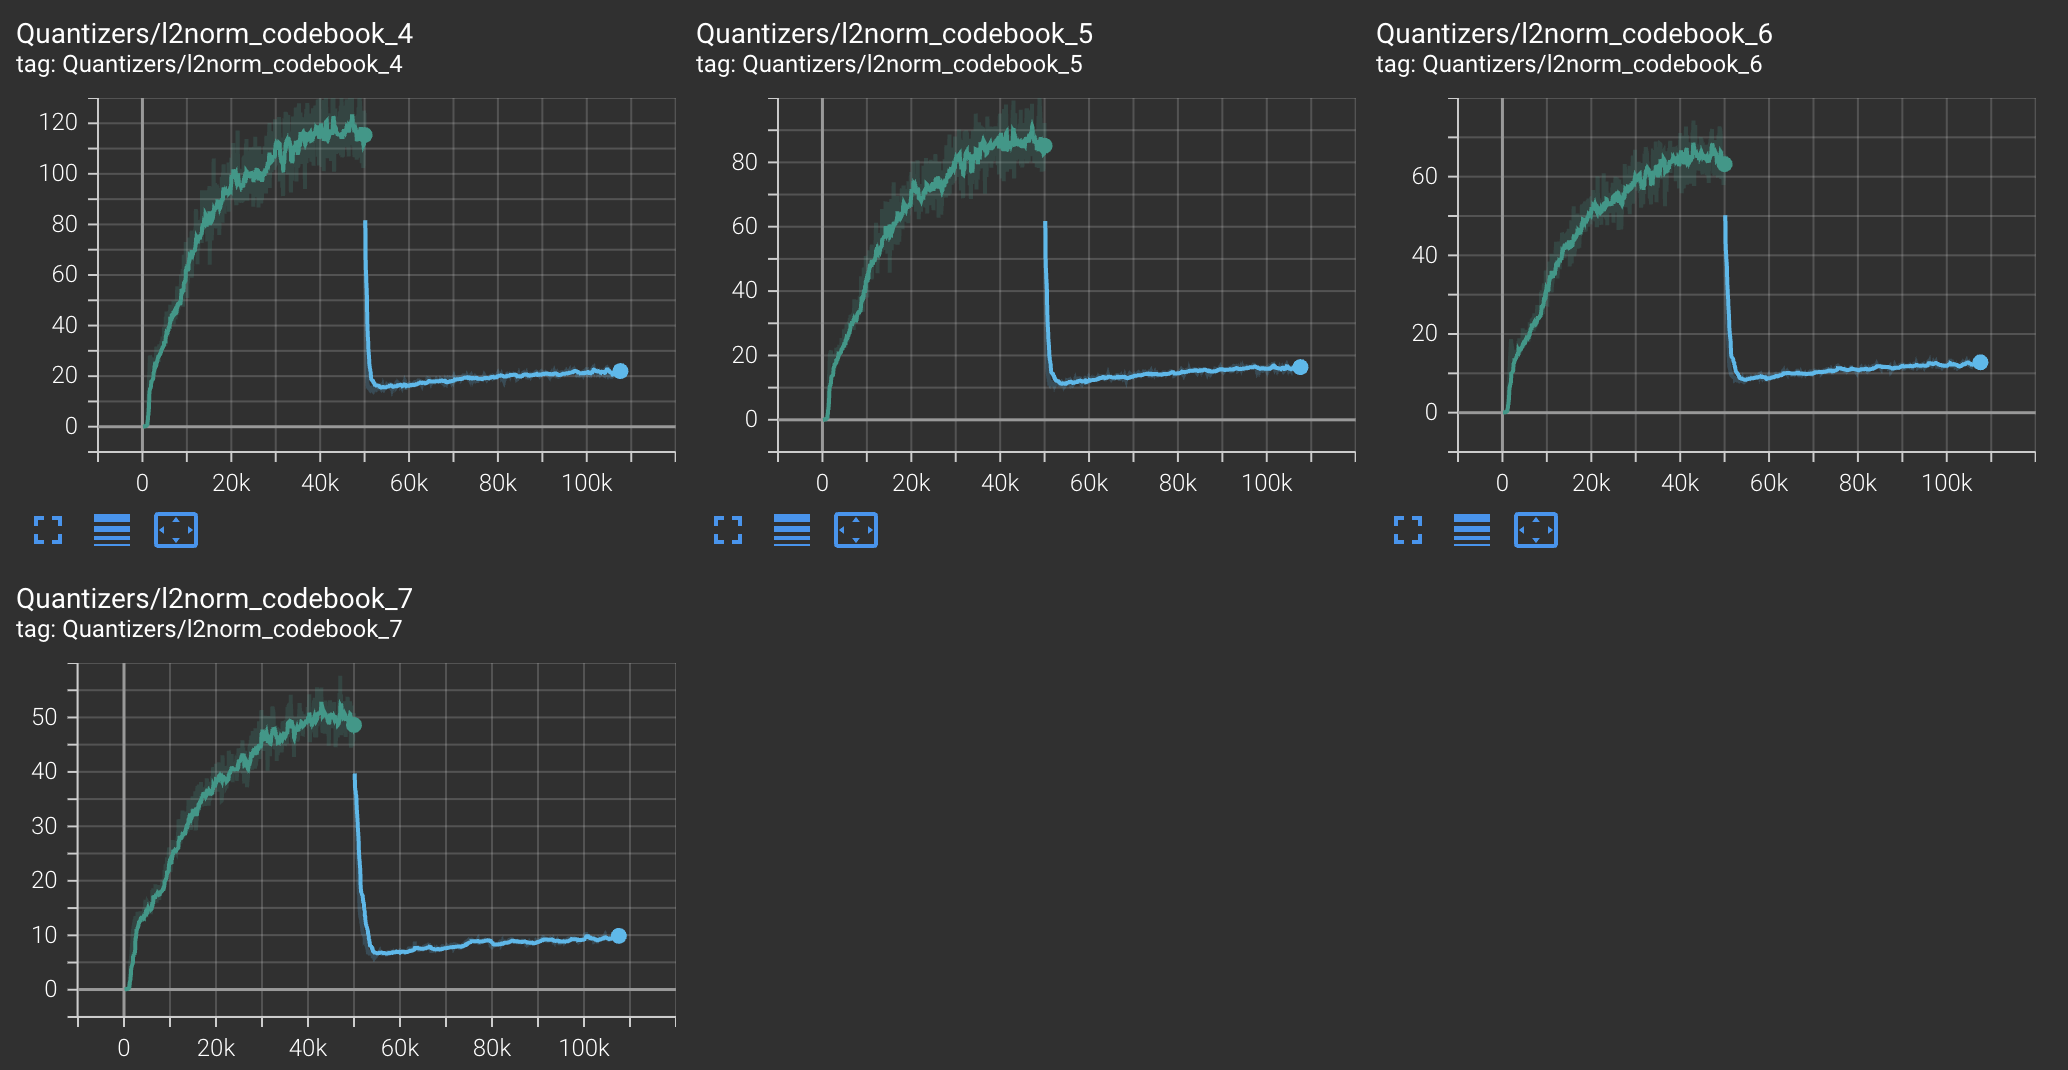 Quantizers/l2norm_codebook_4
tag: Quantizers/l2norm_codebook_4
120
100
80
60
40
20
0
0 20k 40k 60k 80k 100k
Quantizers/l2norm_codebook_5
tag: Quantizers/l2norm_codebook_5
80
60
40
20
0
0 20k 40k 60k 80k 100k
Quantizers/l2norm_codebook_6
tag: Quantizers/l2norm_codebook_6
60
40
20
0
0 20k 40k 60k 80k 100k
Quantizers/l2norm_codebook_7
tag: Quantizers/l2norm_codebook_7
50
40
30
20
10
0
0 20k 40k 60k 80k 100k